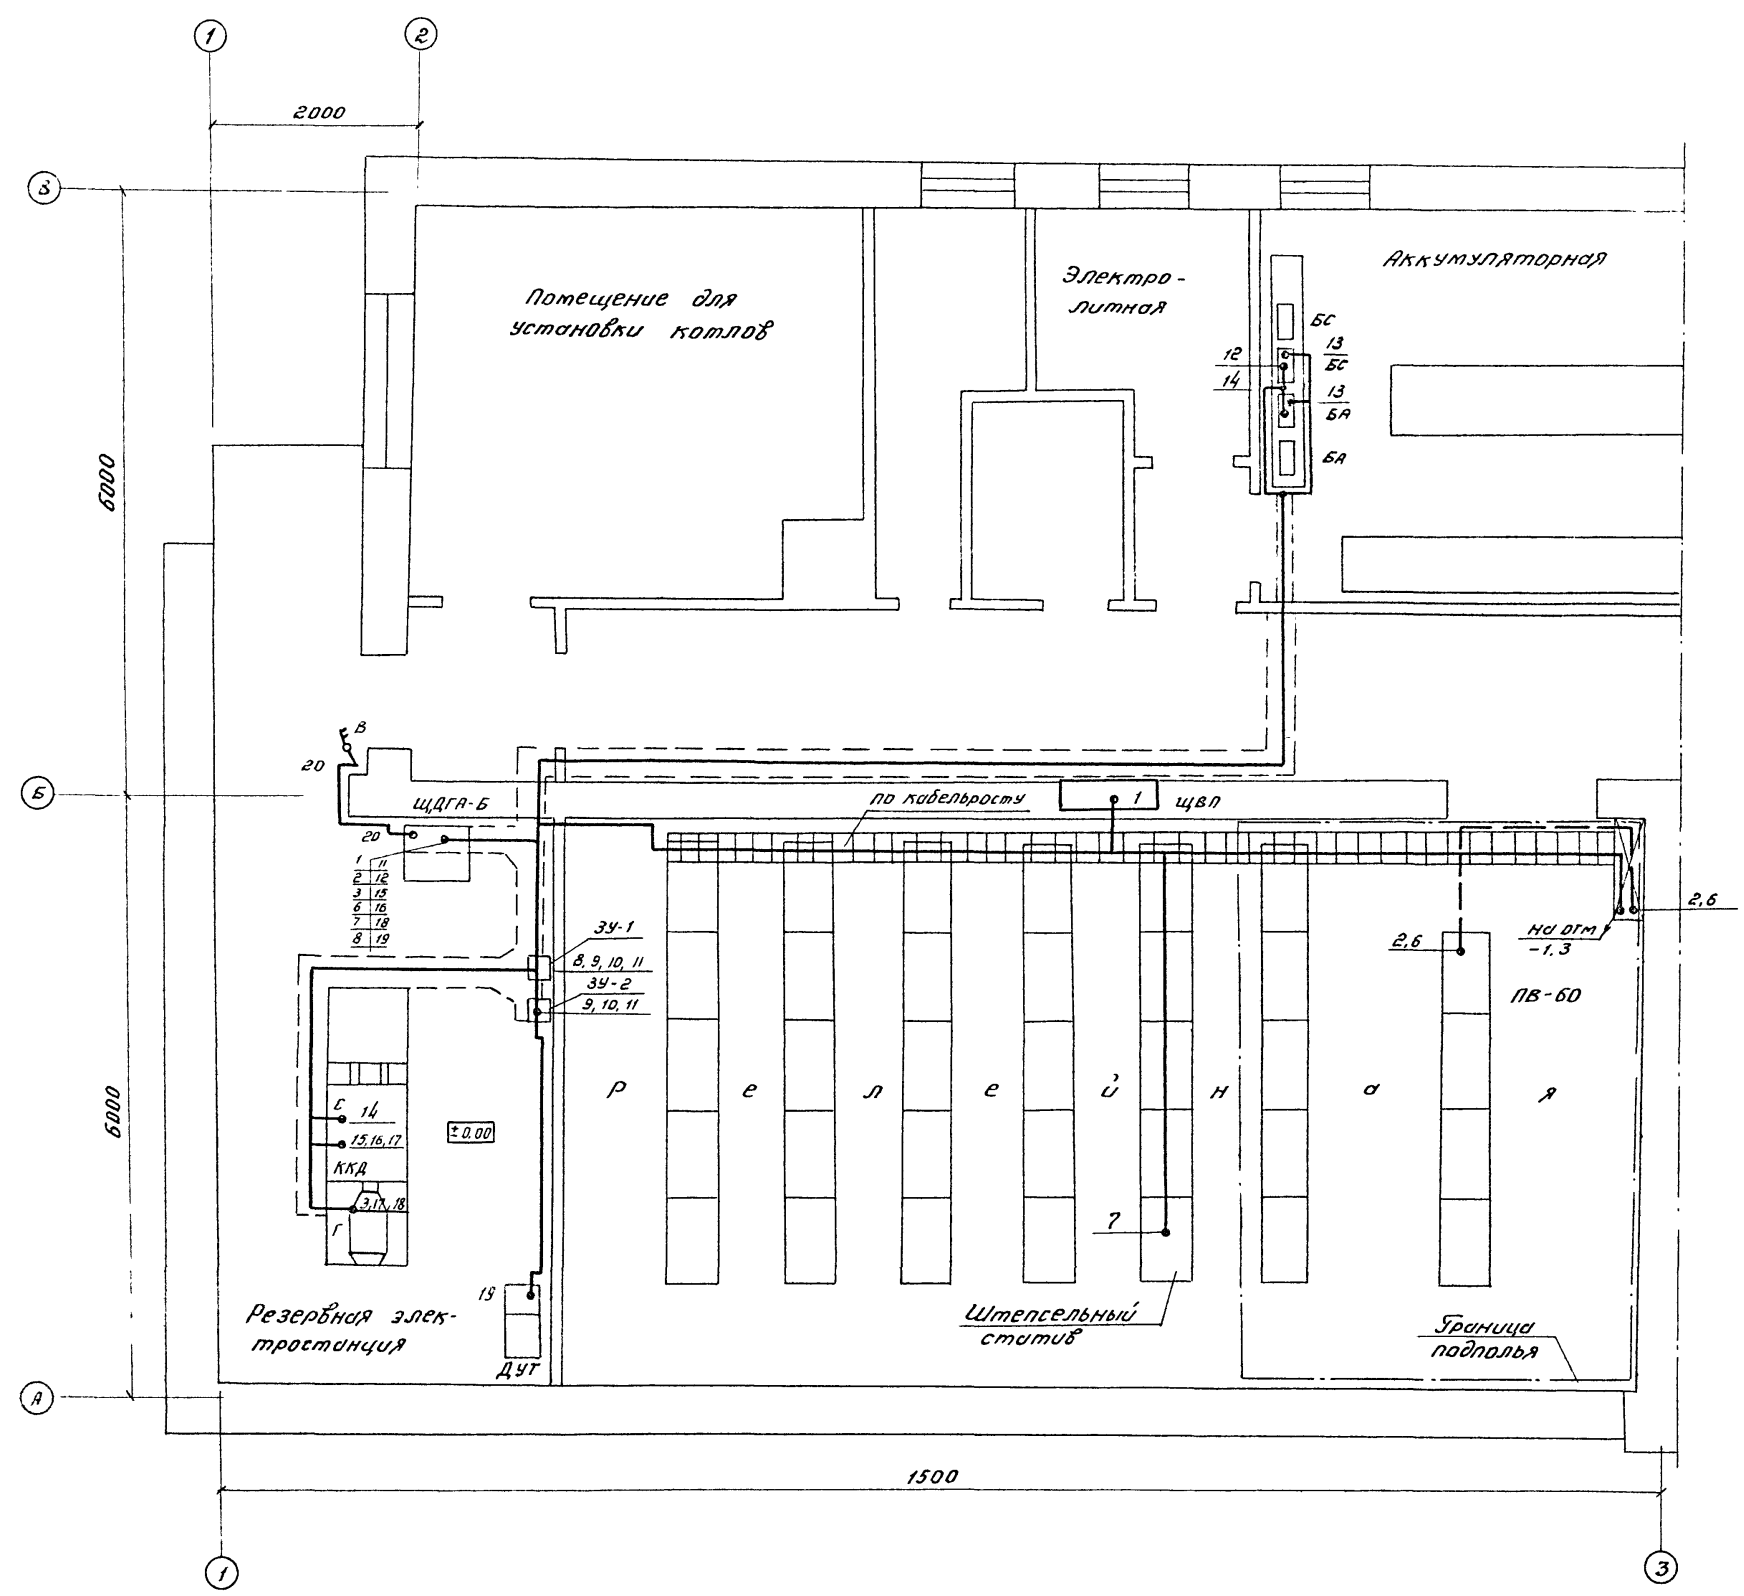 1
2
2000
В
Помещение для
установки котлов
Электро-
литная
Аккумуляторная
БС
12
13
БС
14
13
БА
БА
6000
В
20
Б
ЩДГА-Б
по кабельросту
1
ЩВП
20
1 11
2 12
3 15
6 16
7 18
8 19
ЗУ-1
8, 9, 10, 11
ЗУ-2
9, 10, 11
2,6
на отм
-1.3
2,6
ПВ-60
6000
Релейная
С
14
15,16,17
± 0.00
ККД
3,17,18
Г
7
19
Резервная элек-
тростанция
ДУТ
Штепсельный
статив
Граница
подполья
А
1500
1
3